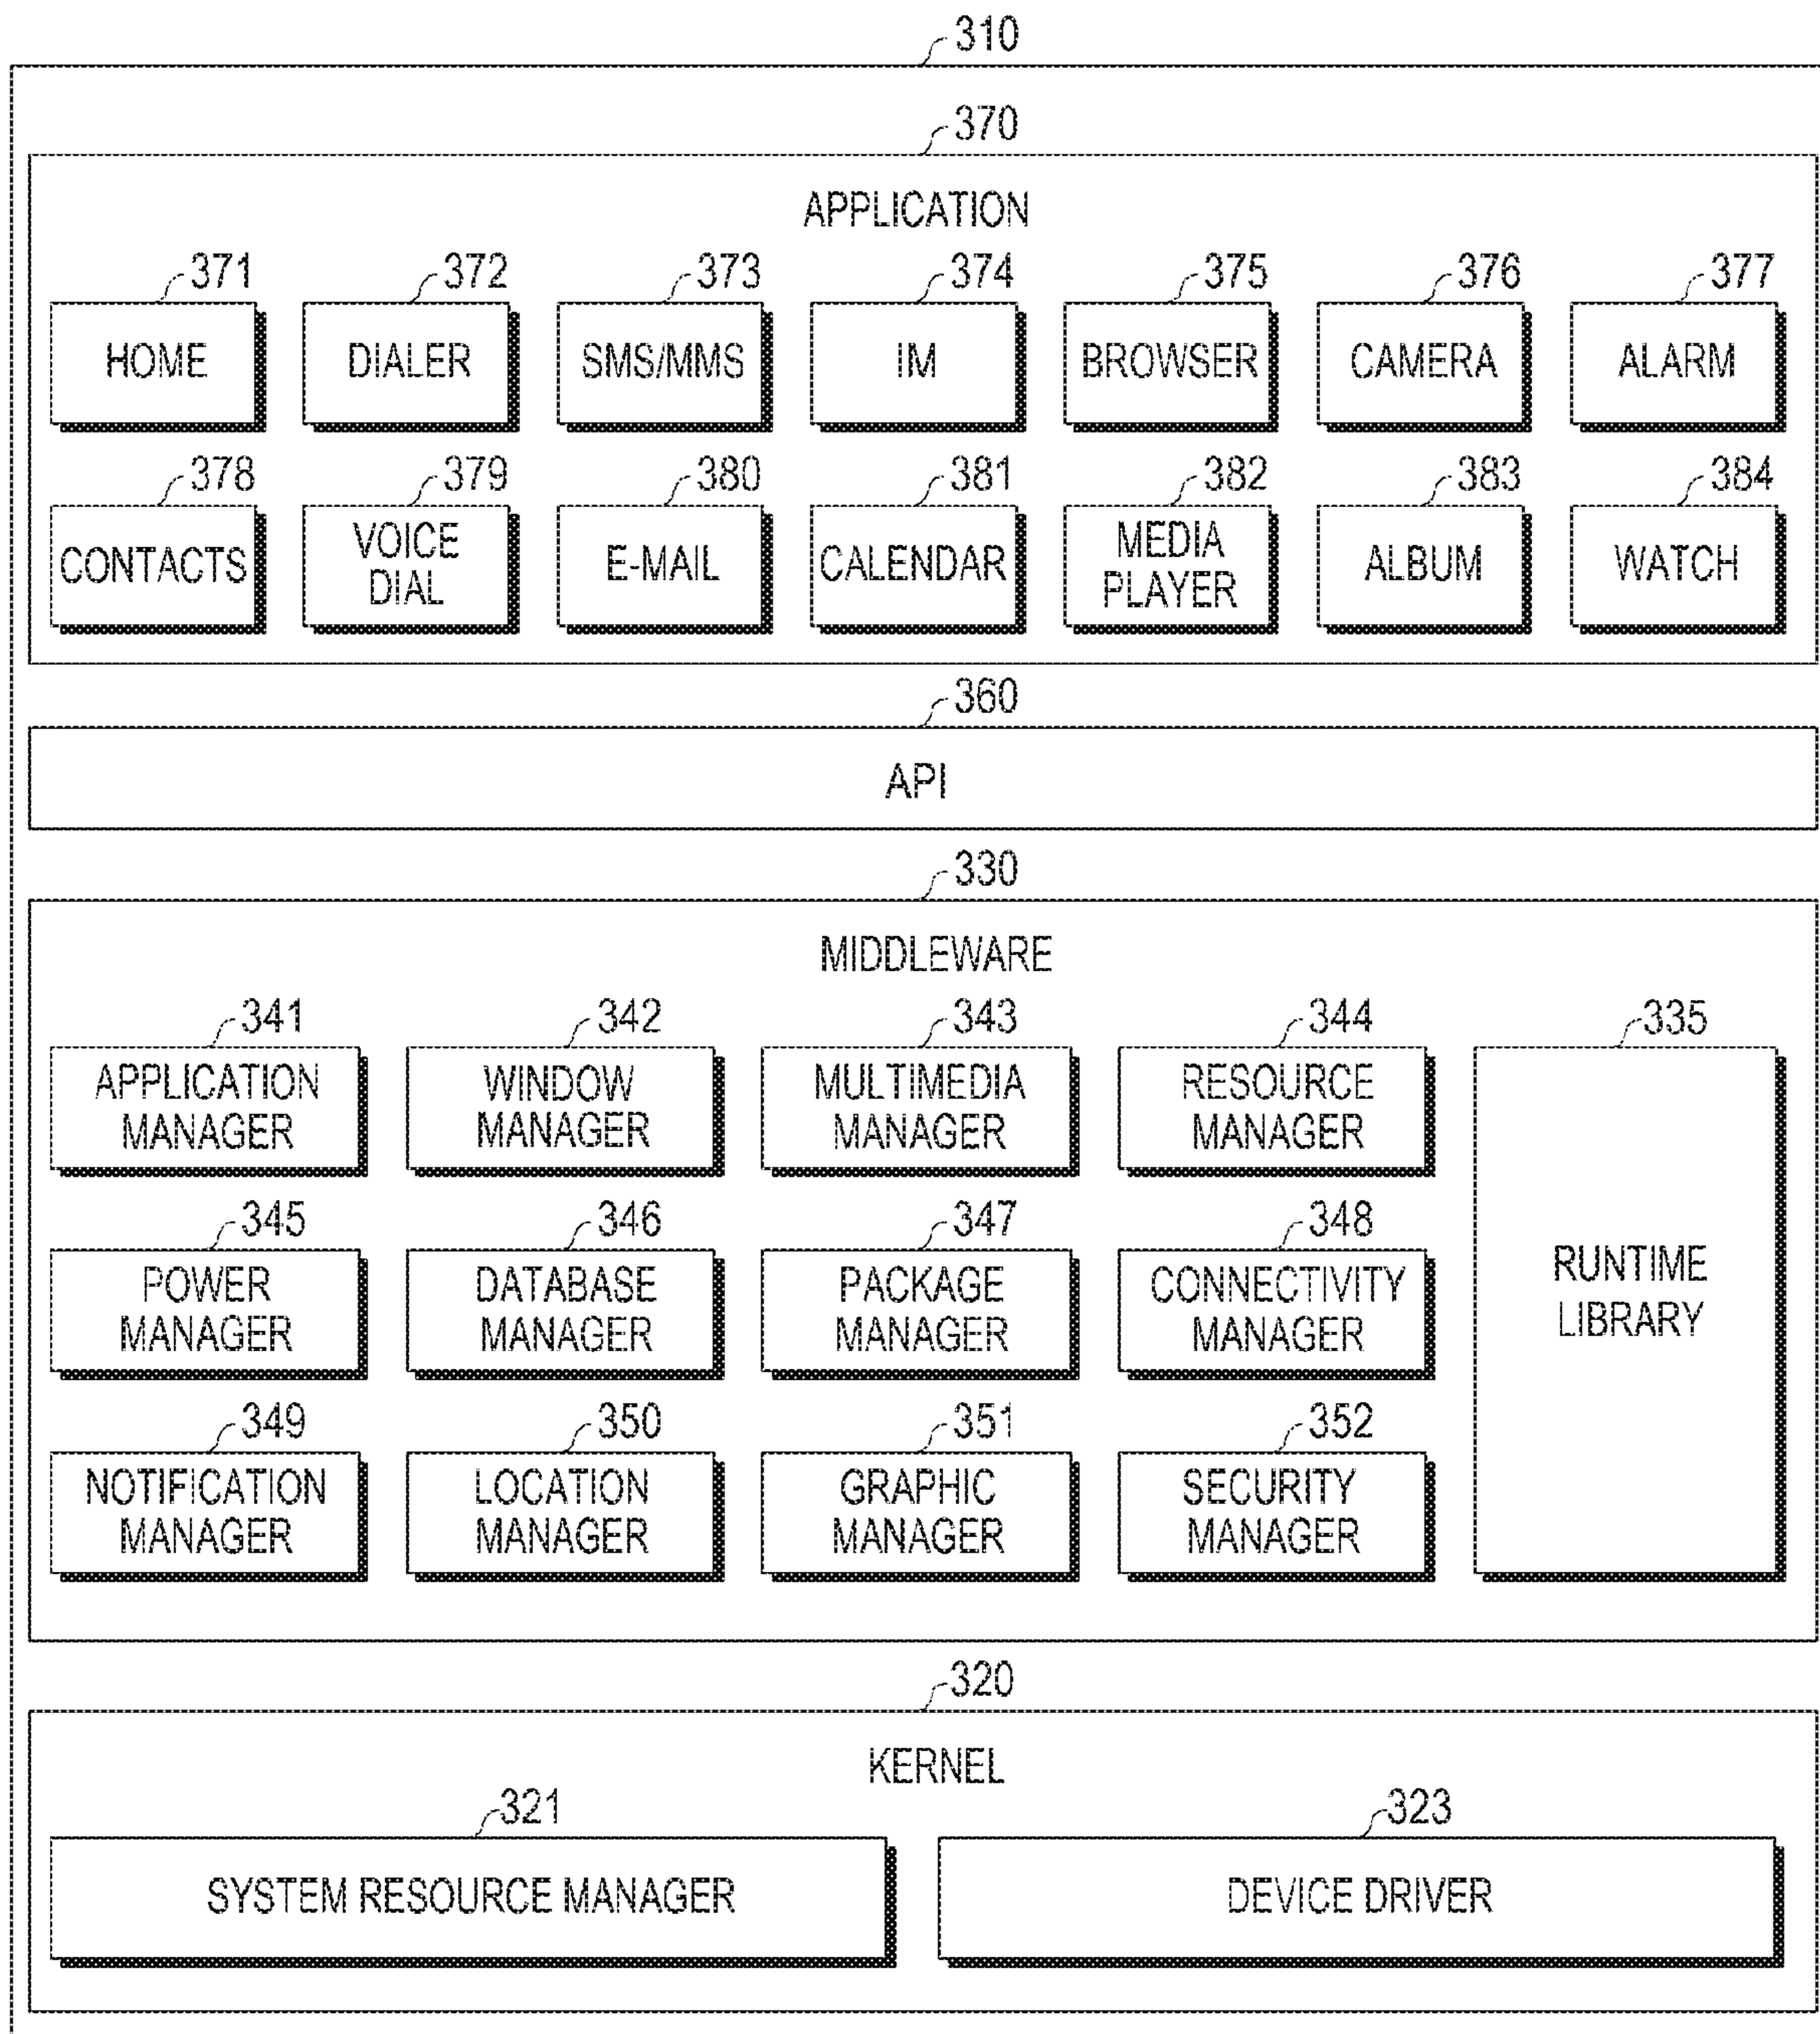 310
370
APPLICATION
371 372 373 374 375 376 377
HOME DIALER SMS/MMS IM BROWSER CAMERA ALARM
378 379 380 381 382 383 384
CONTACTS
VOICE
DIAL
E-MAIL
CALENDAR
MEDIA
PLAYER
ALBUM
WATCH
360
API
330
MIDDLEWARE
341
APPLICATION
MANAGER
342
WINDOW
MANAGER
343
MULTIMEDIA
MANAGER
344
RESOURCE
MANAGER
335
RUNTIME
LIBRARY
345
POWER
MANAGER
346
DATABASE
MANAGER
347
PACKAGE
MANAGER
348
CONNECTIVITY
MANAGER
349
NOTIFICATION
MANAGER
350
LOCATION
MANAGER
351
GRAPHIC
MANAGER
352
SECURITY
MANAGER
320
KERNEL
321
SYSTEM RESOURCE MANAGER
323
DEVICE DRIVER